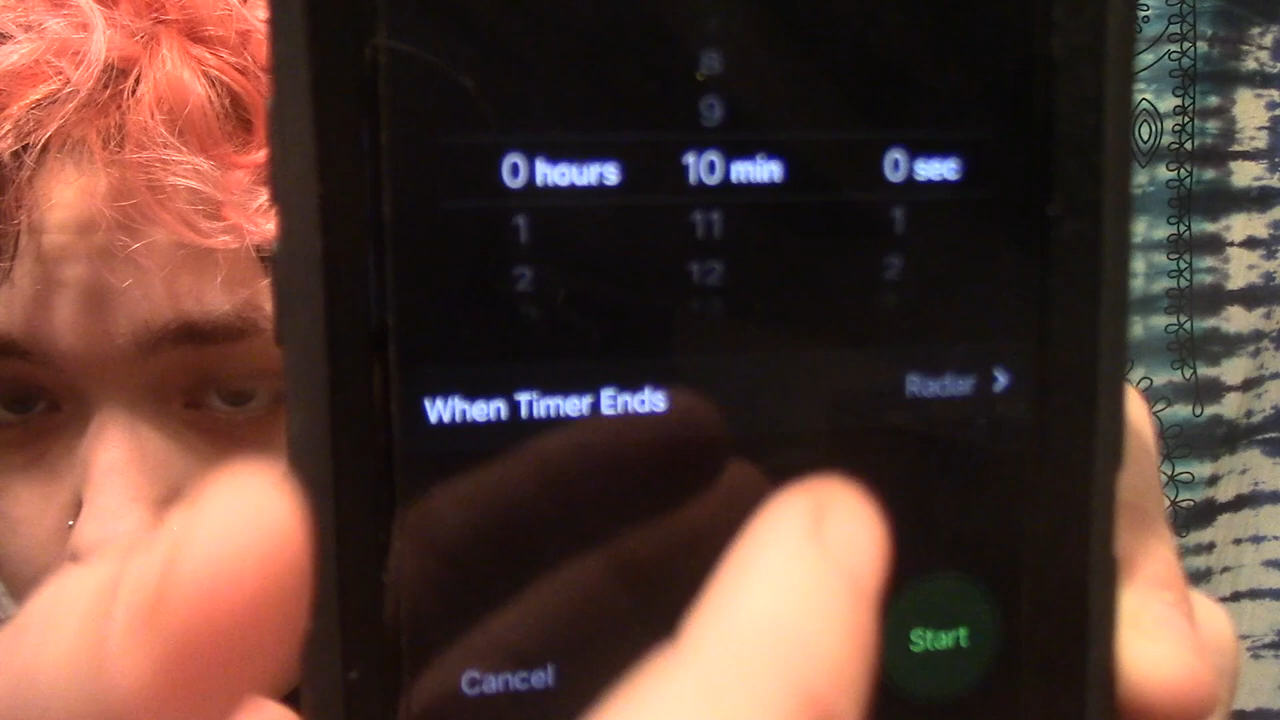 8
9
0 hours 10 min 0 sec
1 11 1
2 12 2
When Timer Ends Radar >
Cancel Start